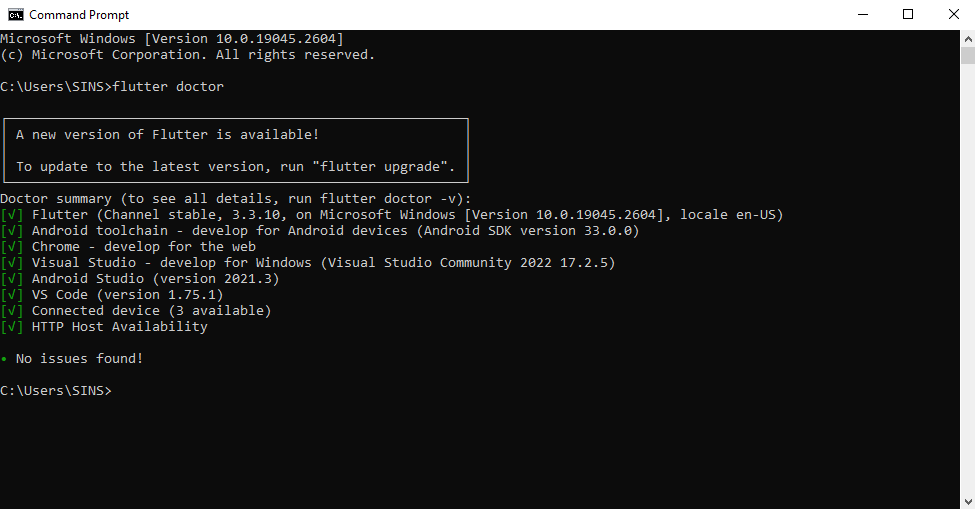 Command Prompt
Microsoft Windows [Version 10.0.19045.2604]
(c) Microsoft Corporation. All rights reserved.
C:\Users\SINS>flutter doctor
A new version of Flutter is available!
To update to the latest version, run "flutter upgrade".
Doctor summary (to see all details, run flutter doctor -v):
[√] Flutter (Channel stable, 3.3.10, on Microsoft Windows [Version 10.0.19045.2604], locale en-US)
[√] Android toolchain - develop for Android devices (Android SDK version 33.0.0)
[√] Chrome - develop for the web
[√] Visual Studio - develop for Windows (Visual Studio Community 2022 17.2.5)
[√] Android Studio (version 2021.3)
[√] VS Code (version 1.75.1)
[√] Connected device (3 available)
[√] HTTP Host Availability
• No issues found!
C:\Users\SINS>